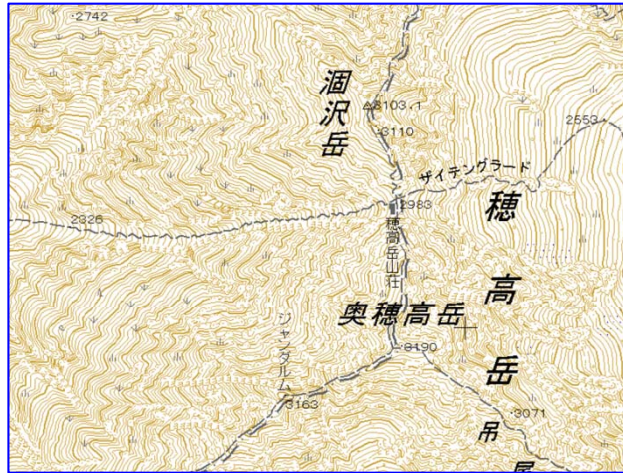 2742
涸沢岳
3103.1
3110
2553
ザイテングラード
2983
穂高岳
2326
穂高岳山荘
奥穂高岳
ジャンダルム
3190
3163
3071
吊尾